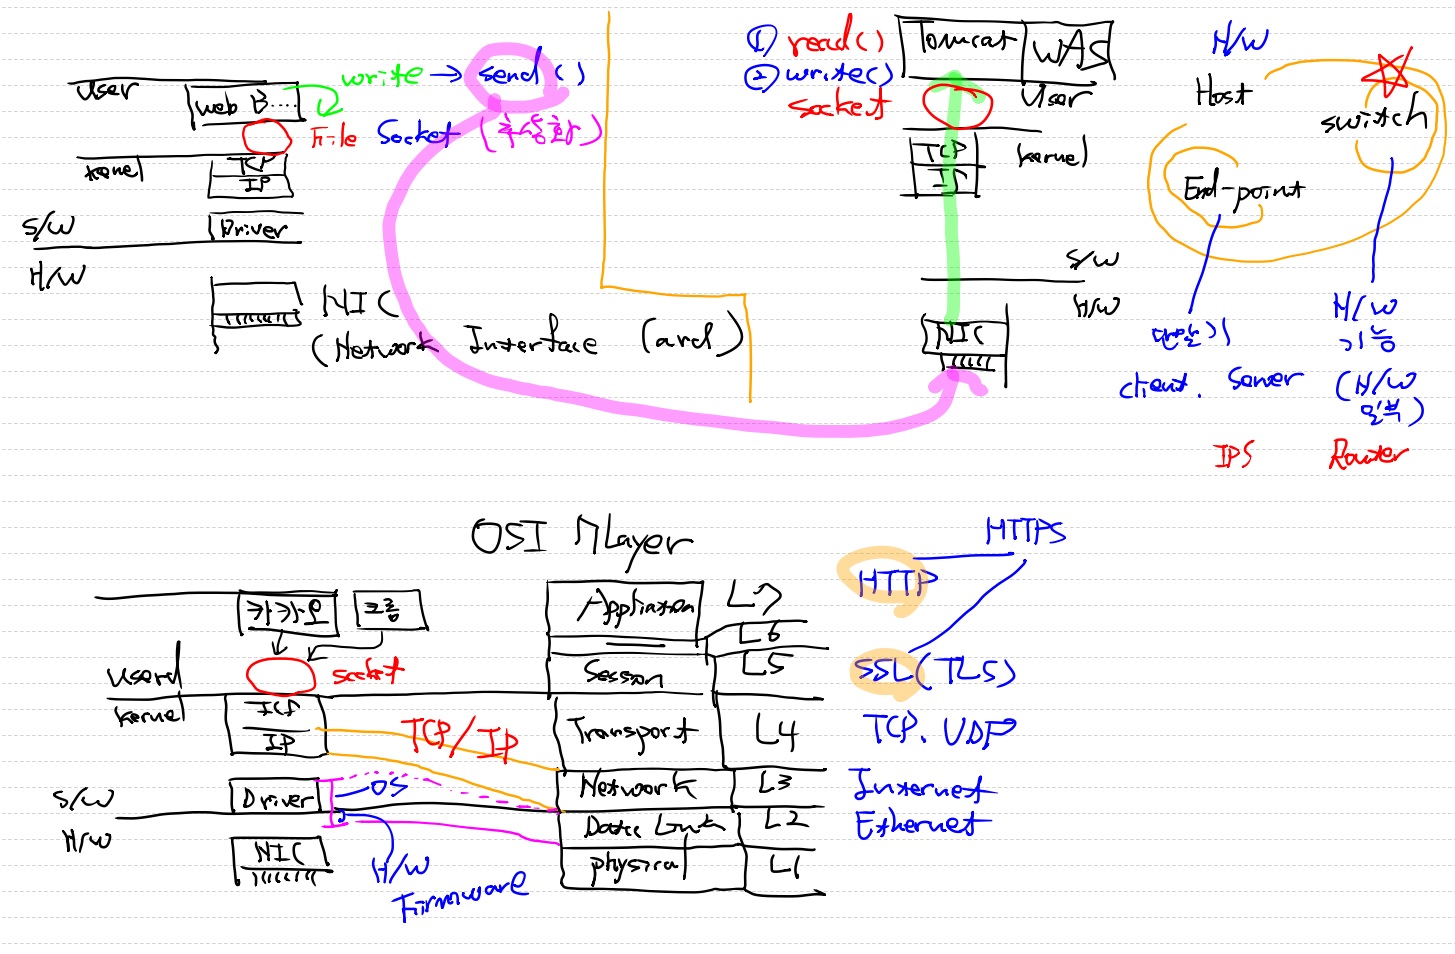 User
web B....
write → send ( )
File Socket (추상화)
kernel
TCP
IP
S/W
Driver
H/W
NIC
(Network Interface Card)
① read()
② write()
socket
Tomcat WAS
User
TCP
IP
kernel
S/W
H/W
NIC
H/W
Host
switch
End-point
단말기
client. Server
IPS
H/W
기능
(H/W
일부)
Router
OSI 7 Layer
HTTPS
카카오
크롬
Application L7 HTTP
L6
User
socket
Session L5 SSL(TLS)
kernel
TCP
IP
TCP/IP
Transport L4 TCP. UDP
Network L3 Internet
S/W
Driver
OS
Data Link L2 Ethernet
H/W
NIC
H/W
Firmware
physical L1